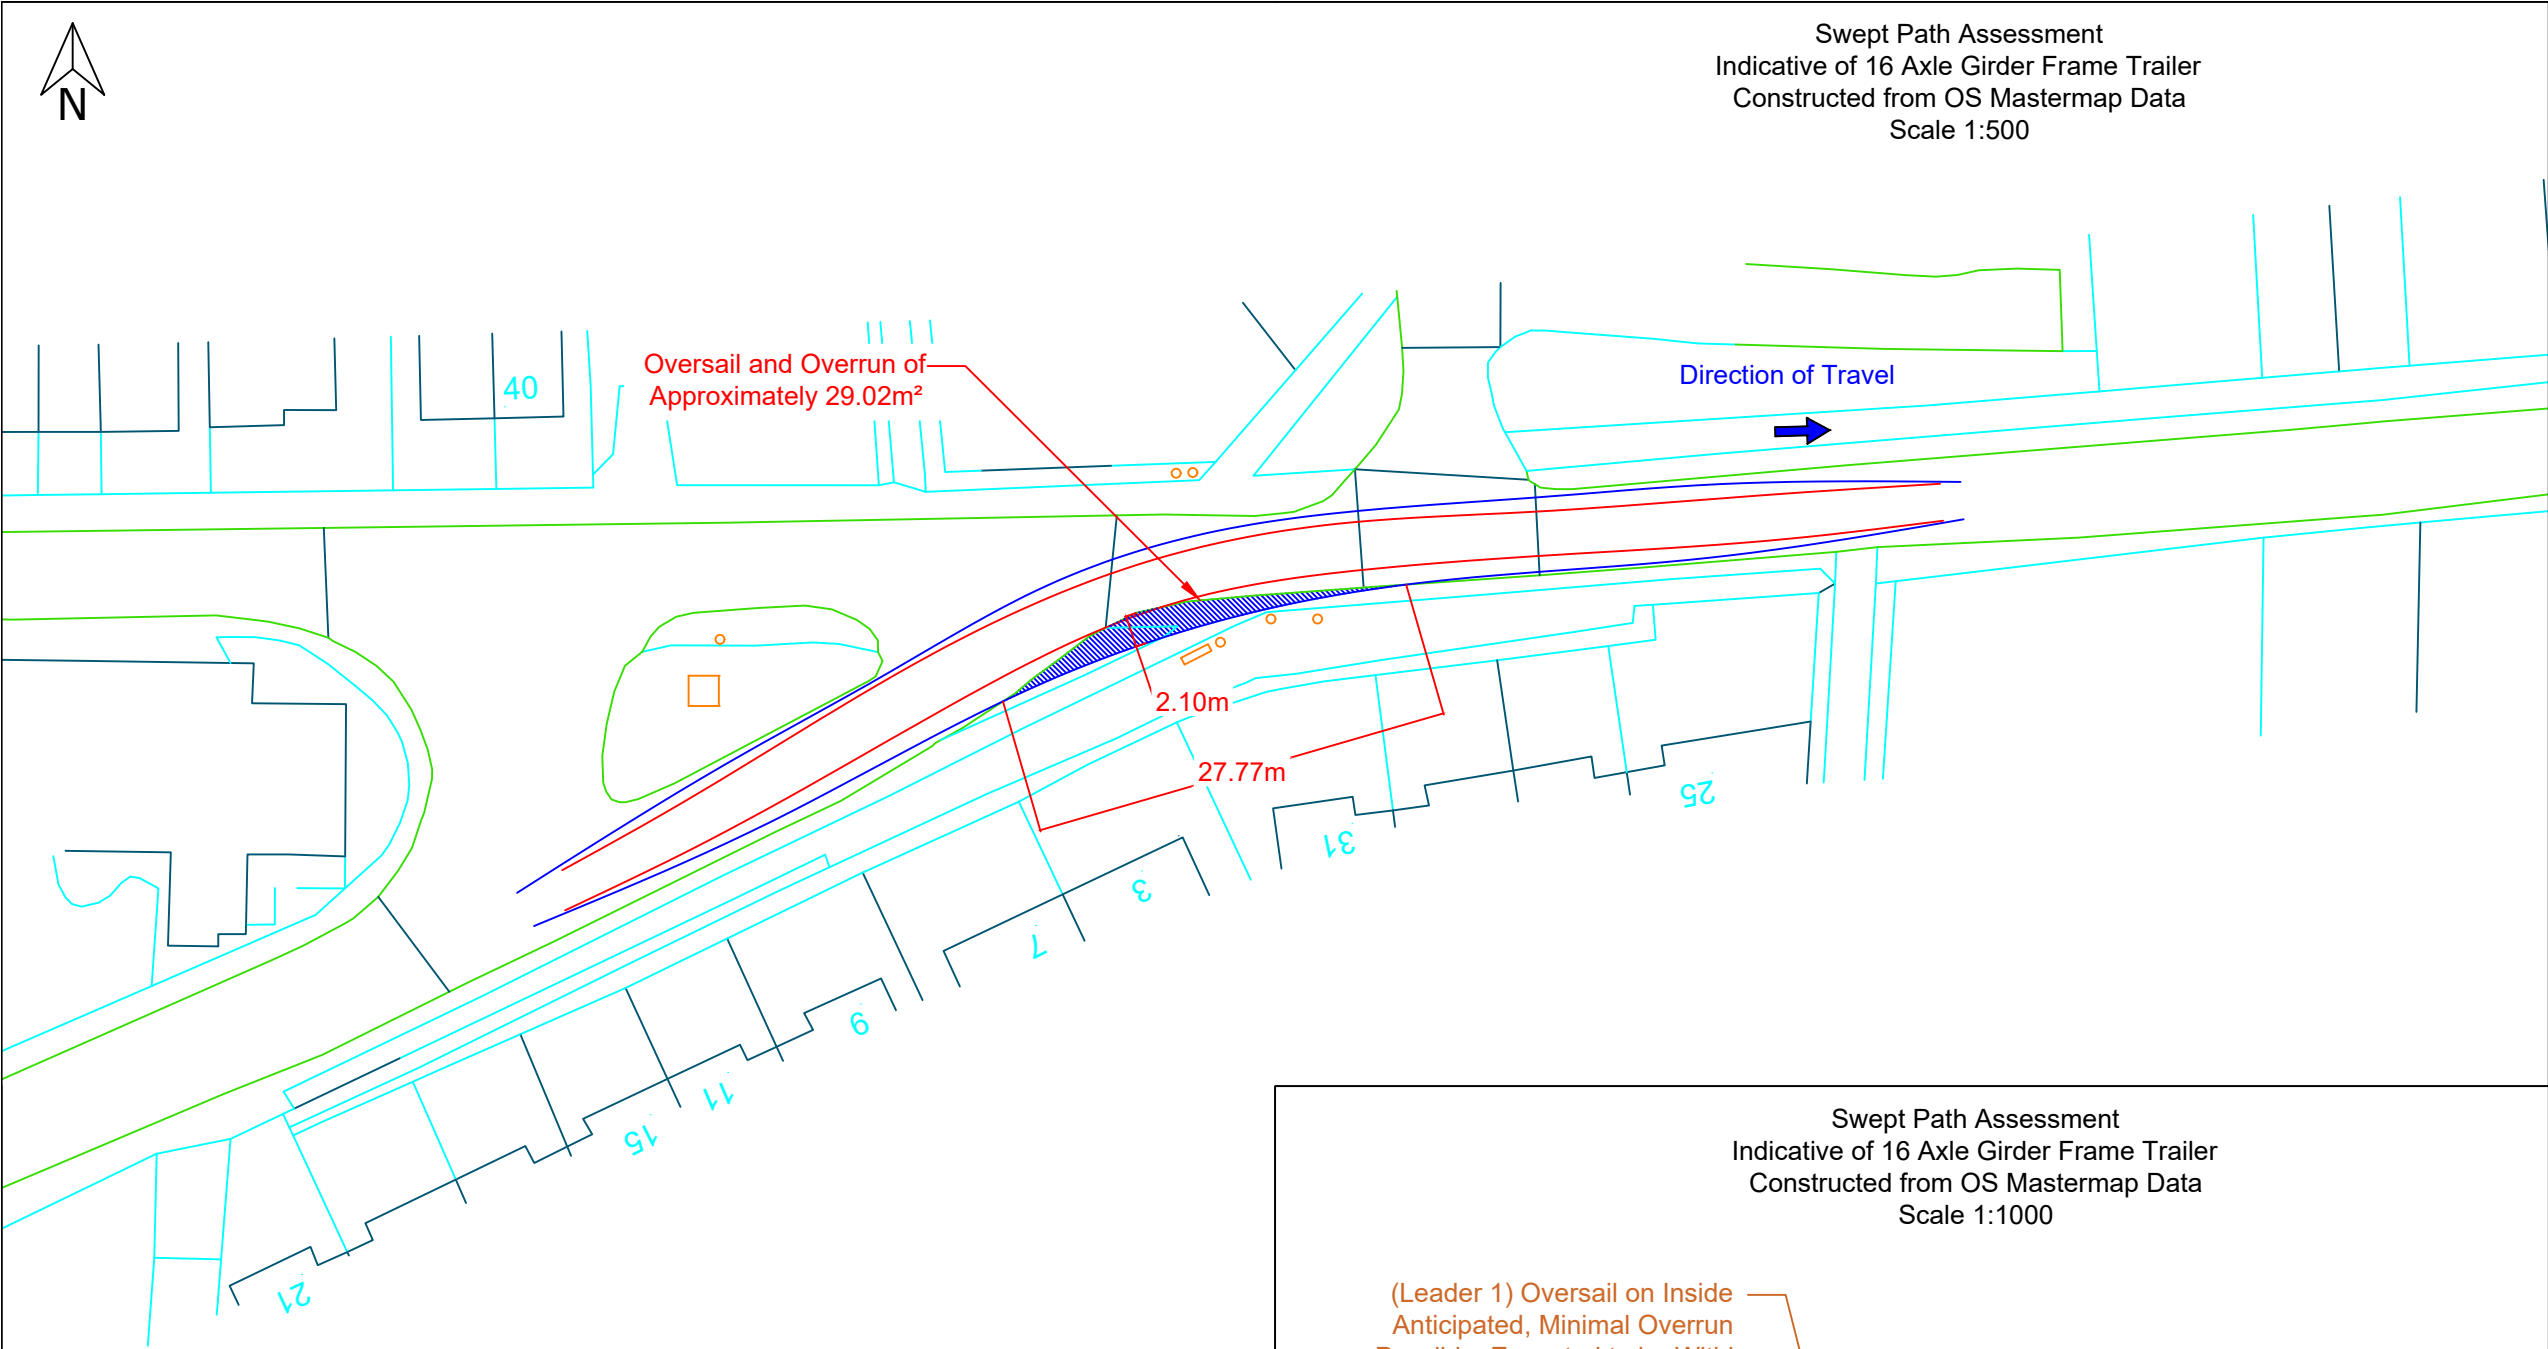 N
Swept Path Assessment
Indicative of 16 Axle Girder Frame Trailer
Constructed from OS Mastermap Data
Scale 1:500
Oversail and Overrun of
Approximately 29.02m²
Direction of Travel
40
2.10m
27.77m
25
31
3
7
9
11
15
21
Swept Path Assessment
Indicative of 16 Axle Girder Frame Trailer
Constructed from OS Mastermap Data
Scale 1:1000
(Leader 1) Oversail on Inside
Anticipated, Minimal Overrun